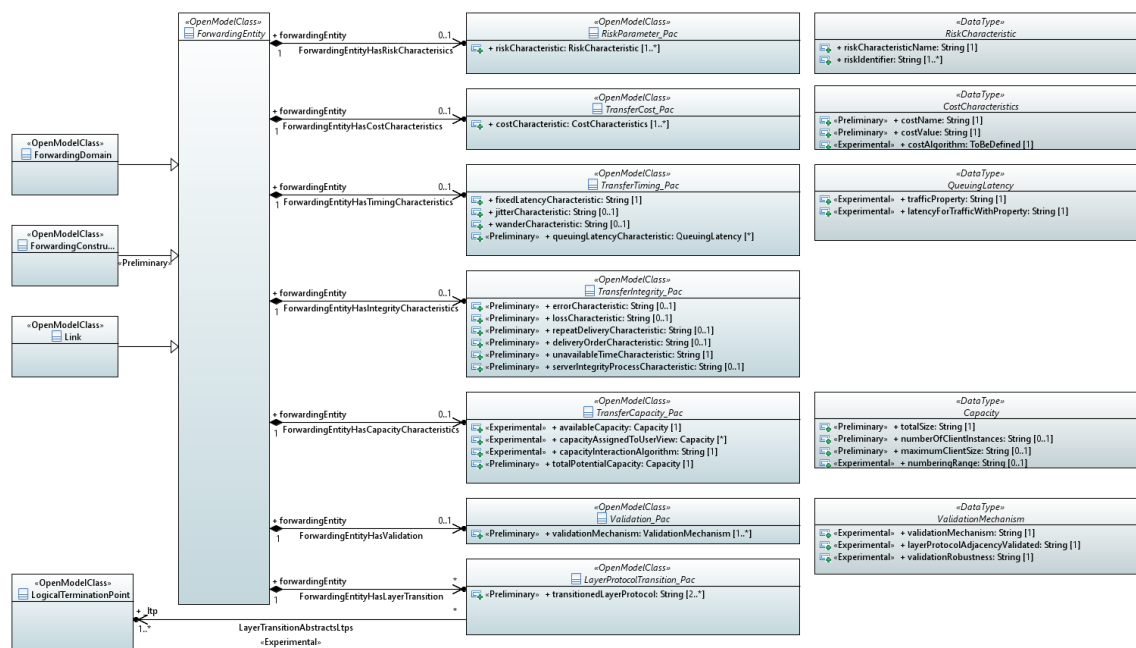 «OpenModelClass»
ForwardingEntity
«OpenModelClass»
ForwardingDomain
«OpenModelClass»
ForwardingConstru...
«Preliminary»
«OpenModelClass»
Link
«OpenModelClass»
LogicalTerminationPoint
+ forwardingEntity
0..1
1
ForwardingEntityHasRiskCharacterisics
«OpenModelClass»
RiskParameter_Pac
+ riskCharacteristic: RiskCharacteristic [1..*]
«DataType»
RiskCharacteristic
+ riskCharacteristicName: String [1]
+ riskIdentifier: String [1..*]
+ forwardingEntity
0..1
1
ForwardingEntityHasCostCharacteristics
«OpenModelClass»
TransferCost_Pac
+ costCharacteristic: CostCharacteristics [1..*]
«DataType»
CostCharacteristics
«Preliminary» + costName: String [1]
«Preliminary» + costValue: String [1]
«Experimental» + costAlgorithm: ToBeDefined [1]
+ forwardingEntity
0..1
1
ForwardingEntityHasTimingCharacteristics
«OpenModelClass»
TransferTiming_Pac
+ fixedLatencyCharacteristic: String [1]
+ jitterCharacteristic: String [0..1]
+ wanderCharacteristic: String [0..1]
«Preliminary» + queuingLatencyCharacteristic: QueuingLatency [*]
«DataType»
QueuingLatency
«Experimental» + trafficProperty: String [1]
«Experimental» + latencyForTrafficWithProperty: String [1]
+ forwardingEntity
0..1
1
ForwardingEntityHasIntegrityCharacteristics
«OpenModelClass»
TransferIntegrity_Pac
«Preliminary» + errorCharacteristic: String [0..1]
«Preliminary» + lossCharacteristic: String [0..1]
«Preliminary» + repeatDeliveryCharacteristic: String [0..1]
«Preliminary» + deliveryOrderCharacteristic: String [0..1]
«Preliminary» + unavailableTimeCharacteristic: String [1]
«Preliminary» + serverIntegrityProcessCharacteristic: String [0..1]
+ forwardingEntity
0..1
1
ForwardingEntityHasCapacityCharacteristics
«OpenModelClass»
TransferCapacity_Pac
«Experimental» + availableCapacity: Capacity [1]
«Experimental» + capacityAssignedToUserView: Capacity [*]
«Experimental» + capacityInteractionAlgorithm: String [1]
«Preliminary» + totalPotentialCapacity: Capacity [1]
«DataType»
Capacity
«Preliminary» + totalSize: String [1]
«Preliminary» + numberOfClientInstances: String [0..1]
«Preliminary» + maximumClientSize: String [0..1]
«Experimental» + numberingRange: String [0..1]
+ forwardingEntity
0..1
1
ForwardingEntityHasValidation
«OpenModelClass»
Validation_Pac
«Preliminary» + validationMechanism: ValidationMechanism [1..*]
«DataType»
ValidationMechanism
«Experimental» + validationMechanism: String [1]
«Experimental» + layerProtocolAdjacencyValidated: String [1]
«Experimental» + validationRobustness: String [1]
+ forwardingEntity
*
1
ForwardingEntityHasLayerTransition
«OpenModelClass»
LayerProtocolTransition_Pac
«Preliminary» + transitionedLayerProtocol: String [2..*]
+ _ltp
*
1..*
LayerTransitionAbstractsLtps
«Experimental»